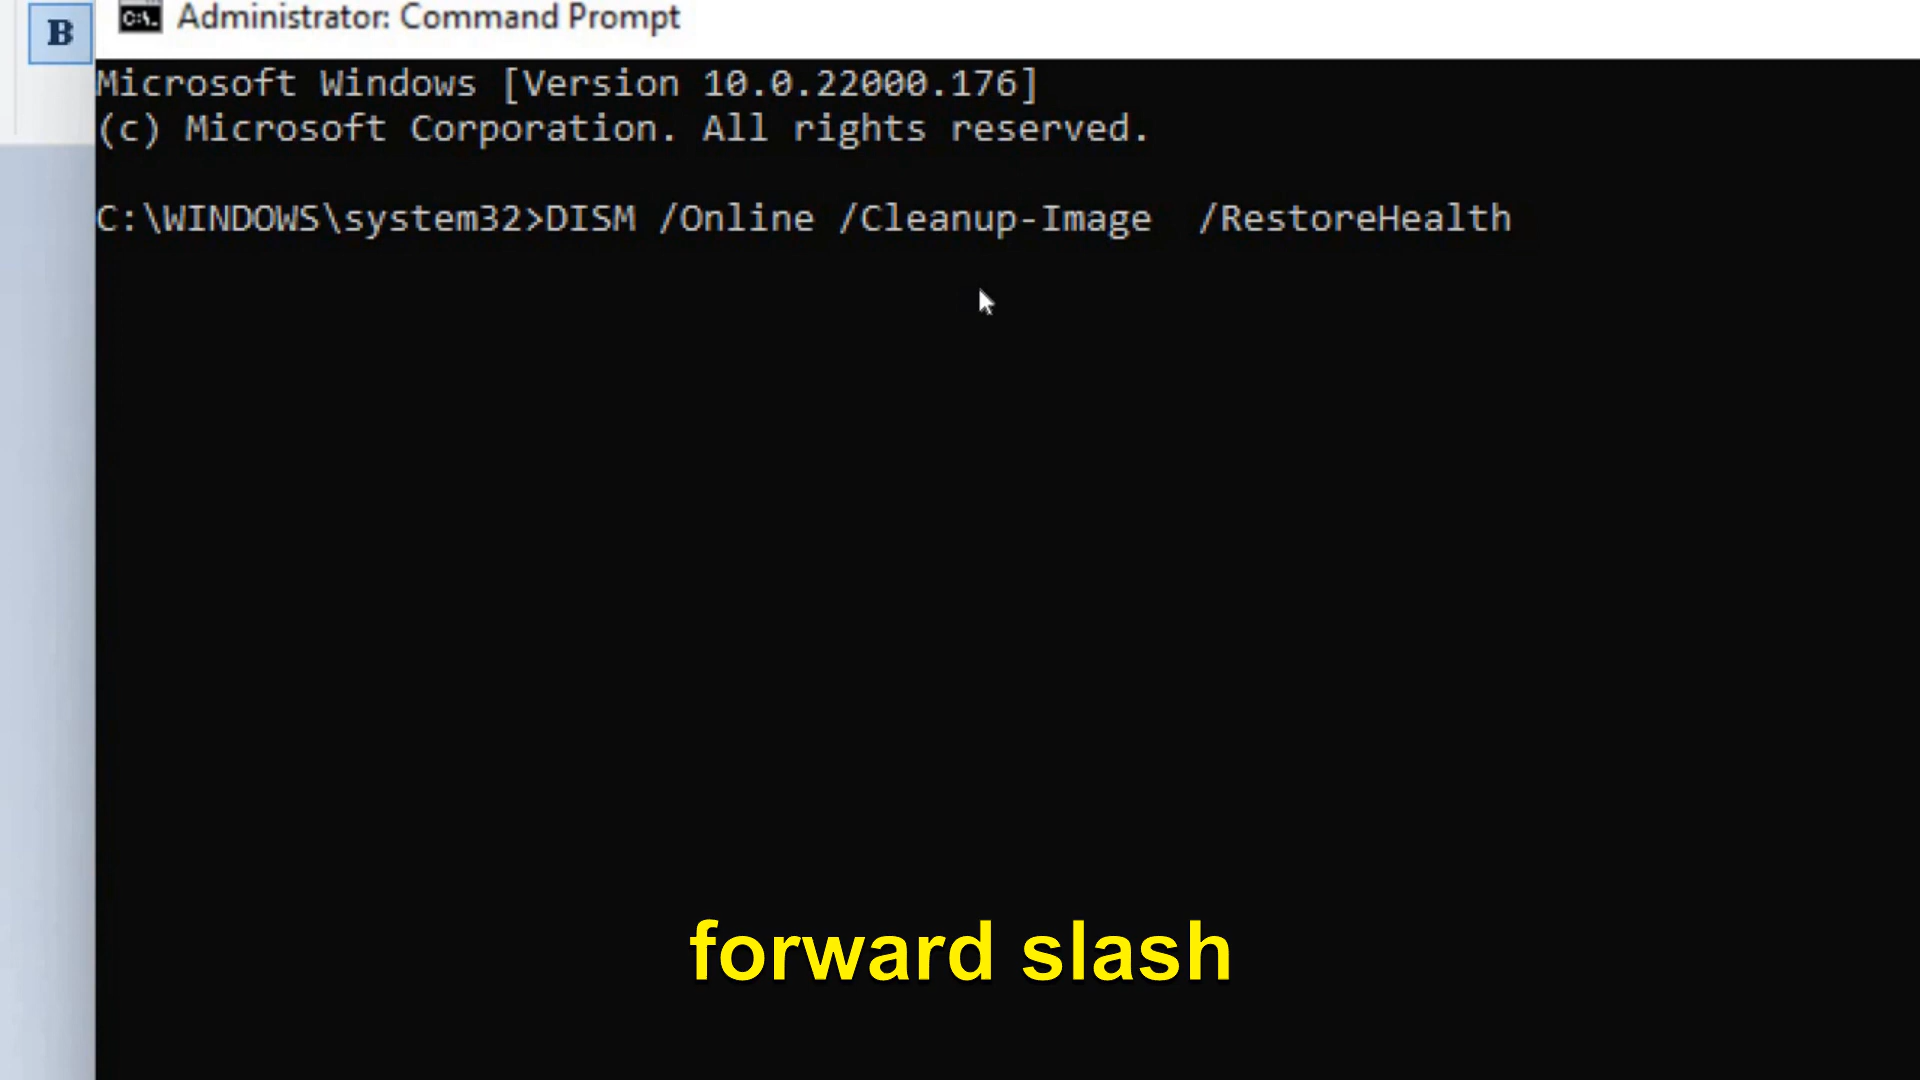 B
C:\. Administrator: Command Prompt
Microsoft Windows [Version 10.0.22000.176]
(c) Microsoft Corporation. All rights reserved.
C:\WINDOWS\system32>DISM /Online /Cleanup-Image  /RestoreHealth
forward slash